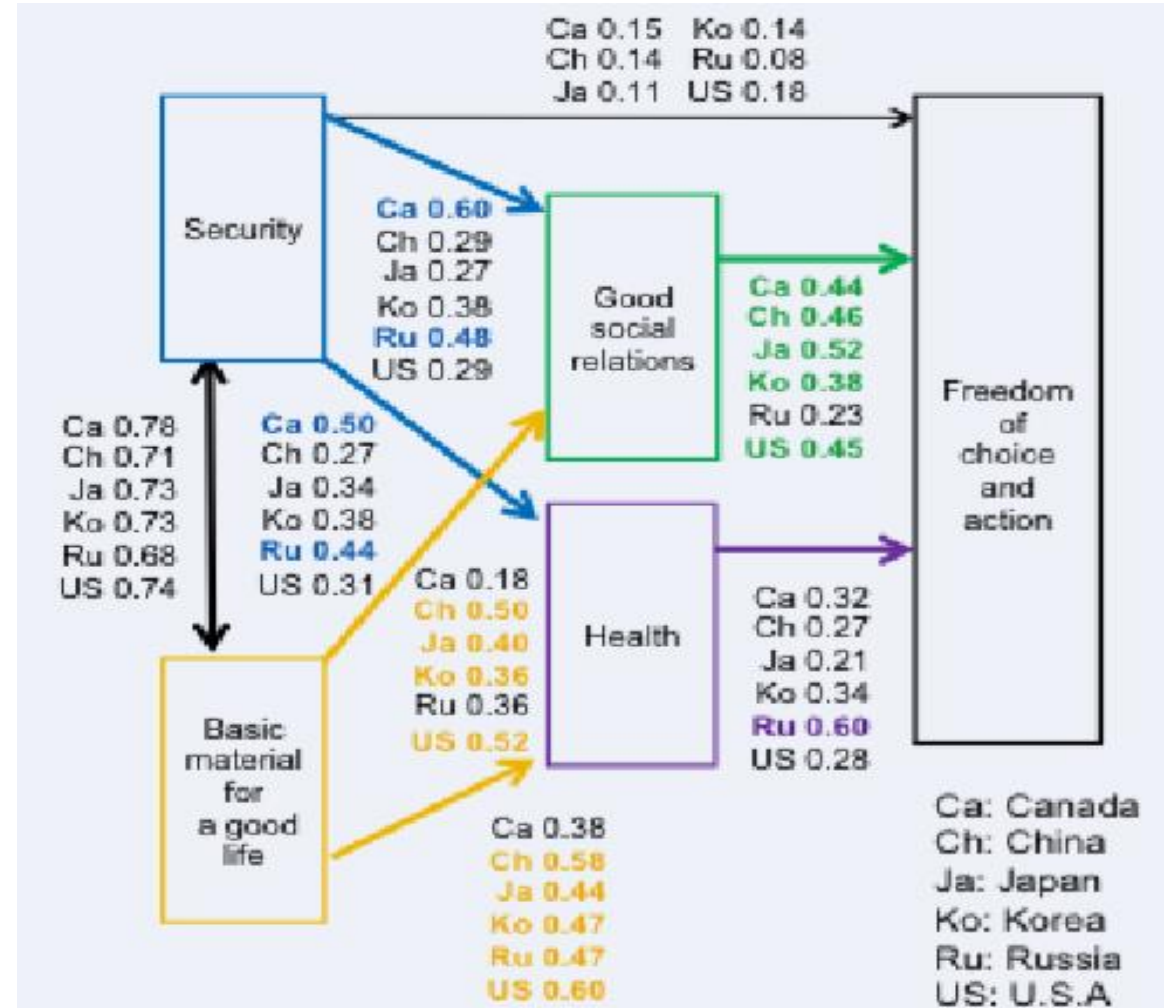 Ca 0.15 Ko 0.14
Ch 0.14 Ru 0.08
Ja 0.11 US 0.18
Security
Ca 0.60
Ch 0.29
Ja 0.27
Ko 0.38
Ru 0.48
US 0.29
Good
social
relations
Ca 0.44
Ch 0.46
Ja 0.52
Ko 0.38
Ru 0.23
US 0.45
Freedom
of
choice
and
action
Ca 0.78
Ch 0.71
Ja 0.73
Ko 0.73
Ru 0.68
US 0.74
Ca 0.50
Ch 0.27
Ja 0.34
Ko 0.38
Ru 0.44
US 0.31
Ca 0.18
Ch 0.50
Ja 0.40
Ko 0.36
Ru 0.36
US 0.52
Health
Ca 0.32
Ch 0.27
Ja 0.21
Ko 0.34
Ru 0.60
US 0.28
Basic
material
for
a good
life
Ca 0.38
Ch 0.58
Ja 0.44
Ko 0.47
Ru 0.47
US 0.60
Ca: Canada
Ch: China
Ja: Japan
Ko: Korea
Ru: Russia
US: U.S.A